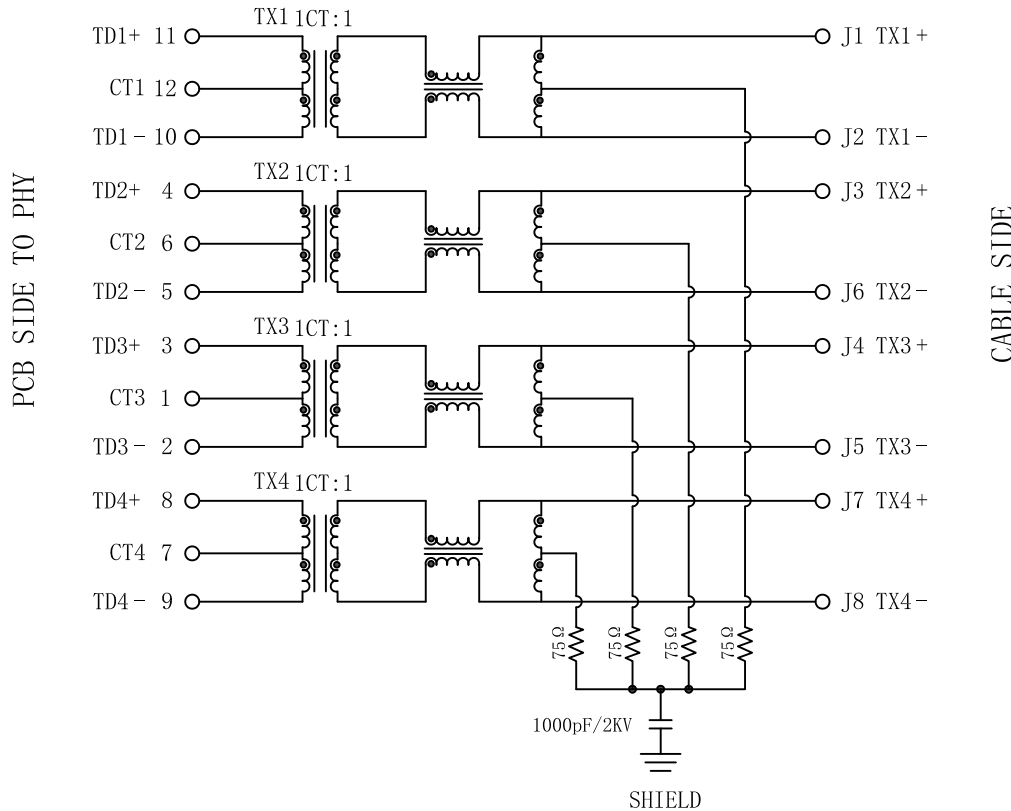 TX1 1CT:1
TD1+ 11
J1 TX1+
CT1 12
TD1- 10
J2 TX1-
TX2 1CT:1
TD2+ 4
J3 TX2+
CT2 6
TD2- 5
J6 TX2-
TX3 1CT:1
TD3+ 3
J4 TX3+
CT3 1
TD3- 2
J5 TX3-
TX4 1CT:1
TD4+ 8
J7 TX4+
CT4 7
TD4- 9
J8 TX4-
PCB SIDE TO PHY
CABLE SIDE
75Ω
75Ω
75Ω
75Ω
1000pF/2KV
SHIELD